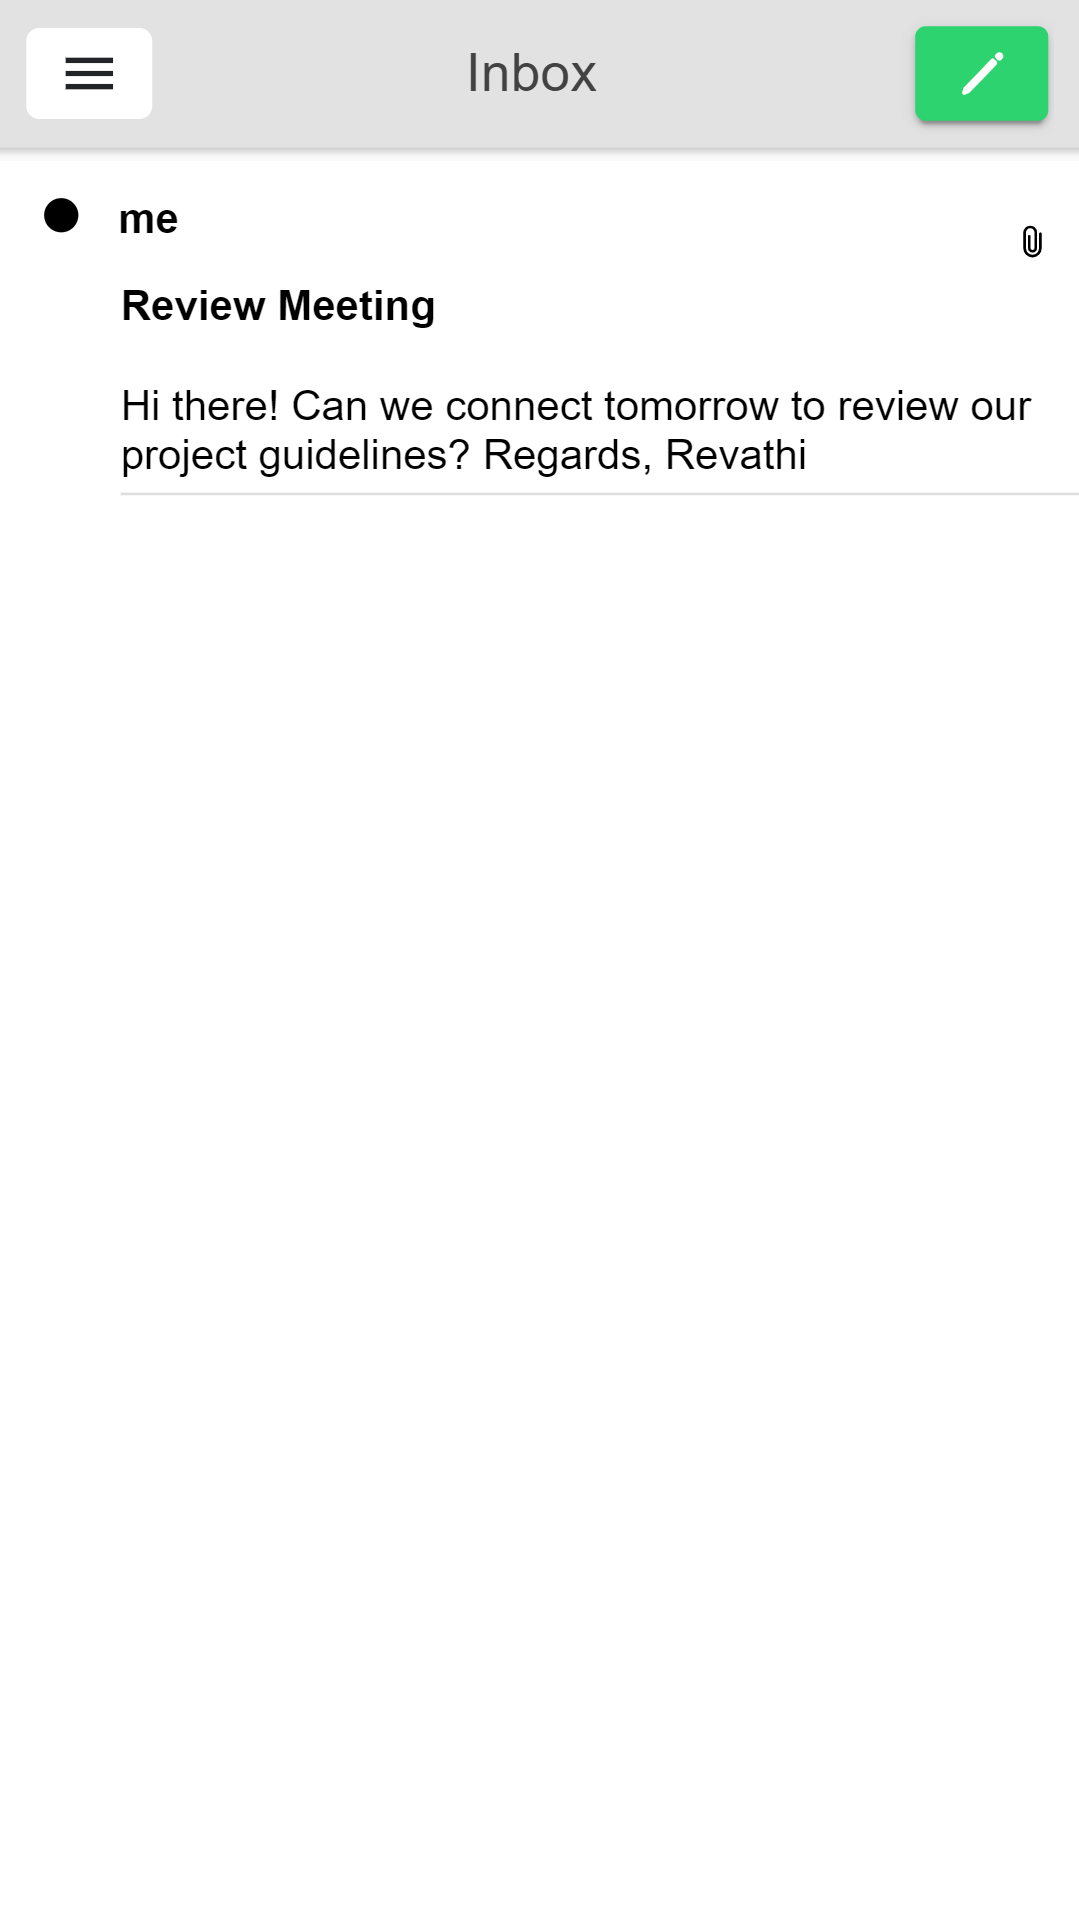 Inbox
me
Review Meeting
Hi there! Can we connect tomorrow to review our
project guidelines? Regards, Revathi